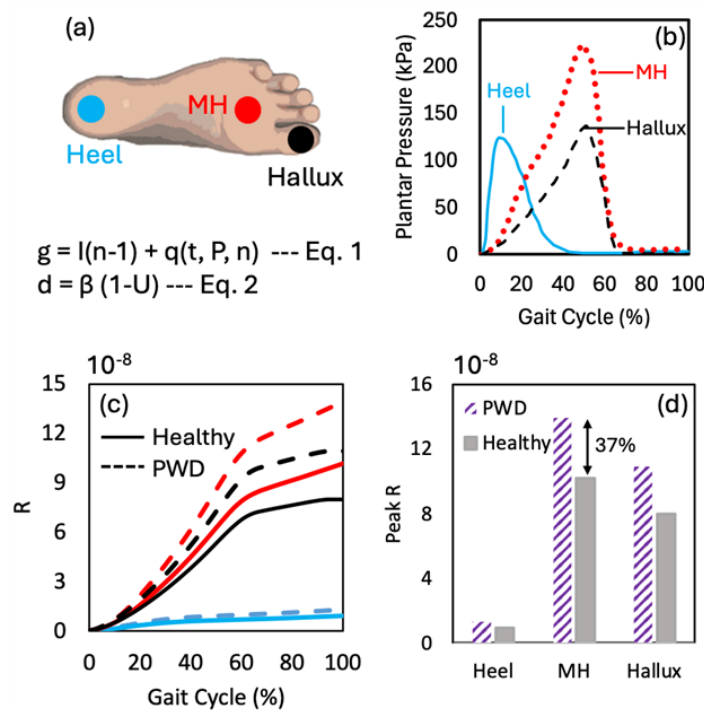 (a)
MH
Heel
Hallux
g = I(n-1) + q(t, P, n) --- Eq. 1
d = β (1-U) --- Eq. 2
(b)
Plantar Pressure (kPa)
250
200
150
100
50
0
Heel
MH
Hallux
0 20 40 60 80 100
Gait Cycle (%)
10-8
(c)
R
15
12
9
6
3
0
Healthy
PWD
0 20 40 60 80 100
Gait Cycle (%)
10-8
(d)
Peak R
16
12
8
4
0
PWD
Healthy
37%
Heel MH Hallux